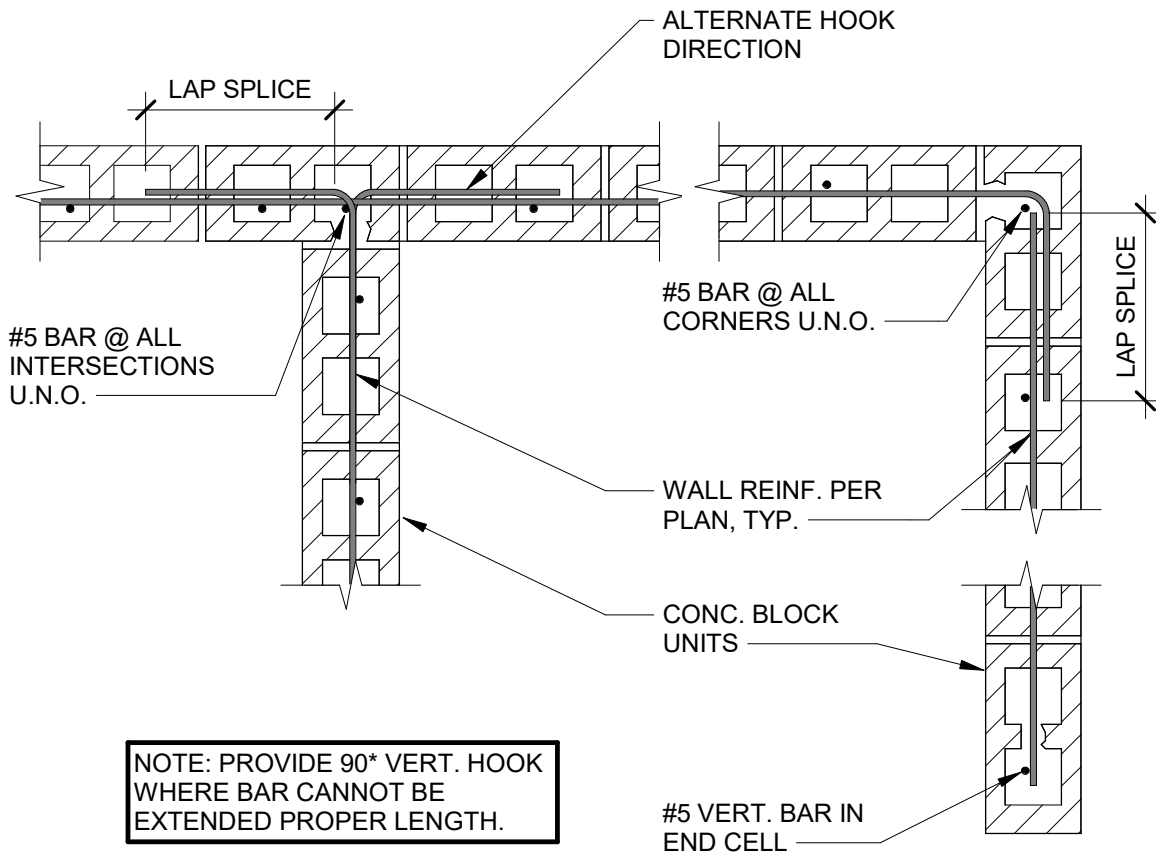 ALTERNATE HOOK
DIRECTION
LAP SPLICE
#5 BAR @ ALL
INTERSECTIONS
U.N.O.
#5 BAR @ ALL
CORNERS U.N.O.
LAP SPLICE
WALL REINF. PER
PLAN, TYP.
CONC. BLOCK
UNITS
NOTE: PROVIDE 90* VERT. HOOK
WHERE BAR CANNOT BE
EXTENDED PROPER LENGTH.
#5 VERT. BAR IN
END CELL